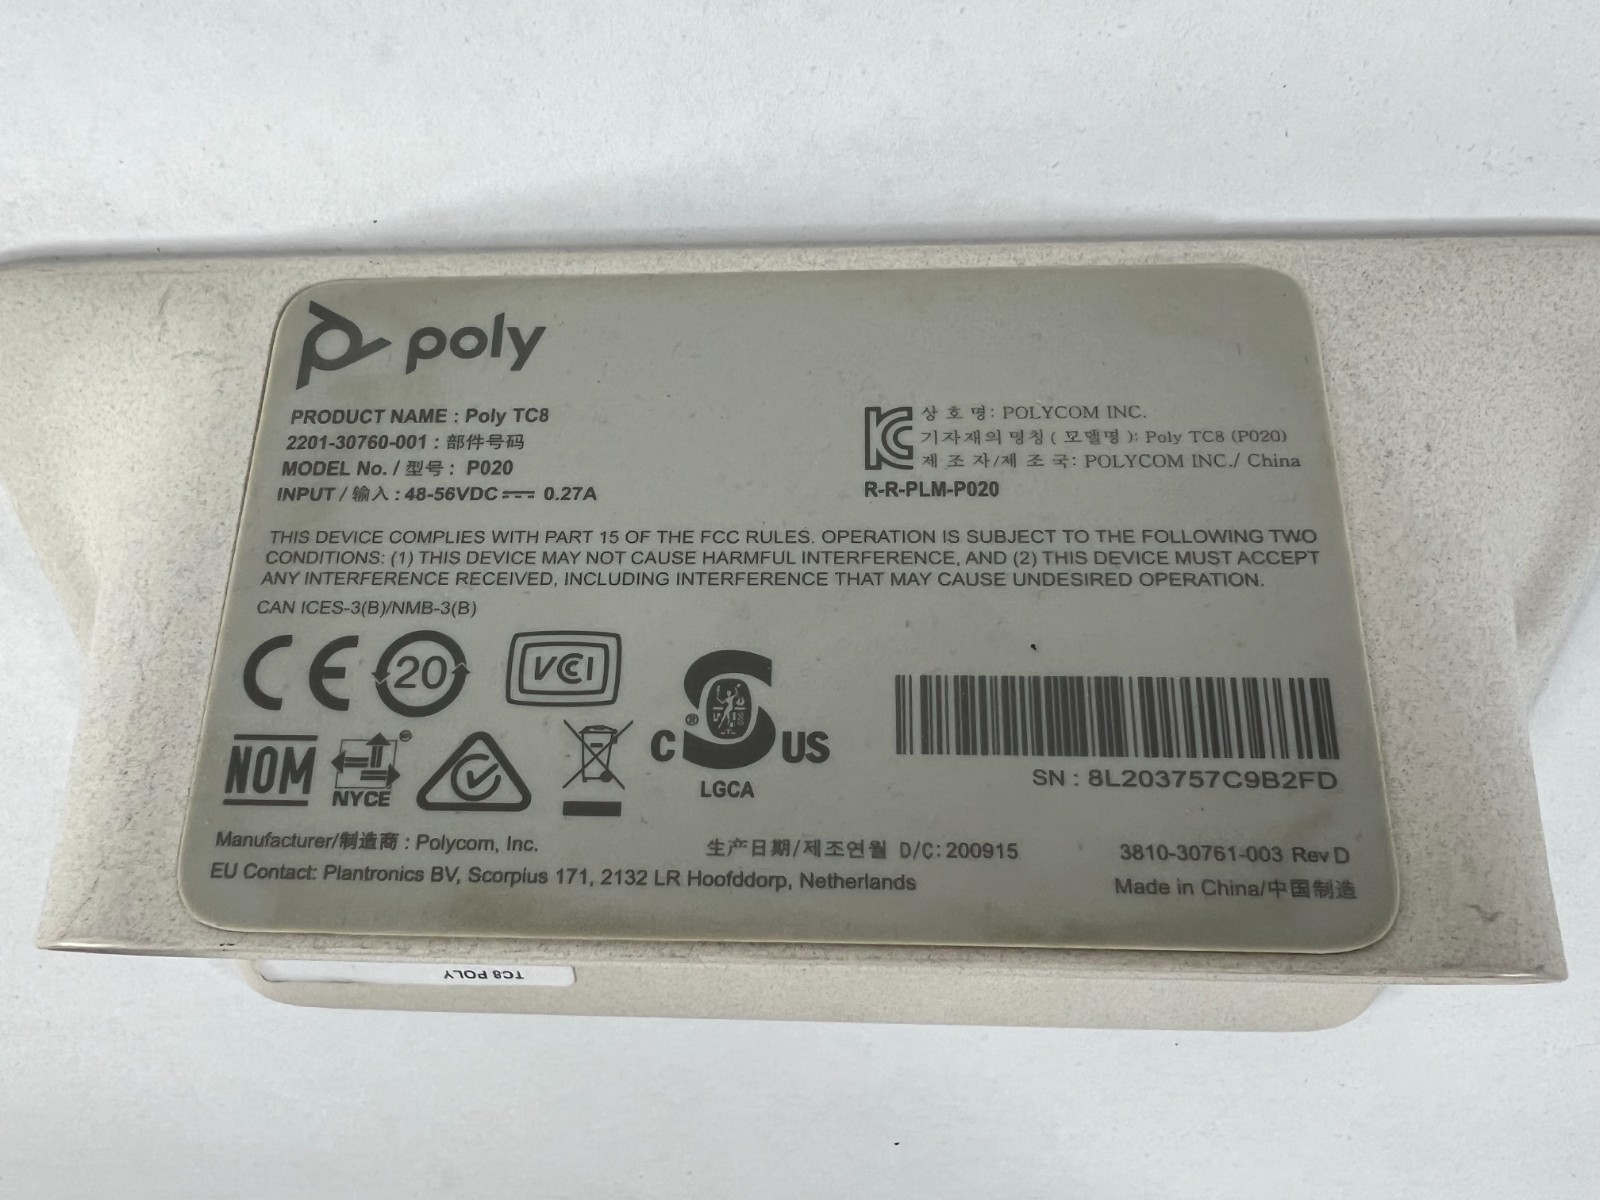 poly
PRODUCT NAME : Poly TC8
2201-30760-001 : 部件号码
MODEL No. / 型号 : P020
INPUT / 输入 : 48-56VDC 0.27A
상 호 명: POLYCOM INC.
기자재의 명칭 ( 모델명 ): Poly TC8 (P020)
제 조 자/제 조 국: POLYCOM INC./ China
R-R-PLM-P020
THIS DEVICE COMPLIES WITH PART 15 OF THE FCC RULES. OPERATION IS SUBJECT TO THE FOLLOWING TWO
CONDITIONS: (1) THIS DEVICE MAY NOT CAUSE HARMFUL INTERFERENCE, AND (2) THIS DEVICE MUST ACCEPT
ANY INTERFERENCE RECEIVED, INCLUDING INTERFERENCE THAT MAY CAUSE UNDESIRED OPERATION.
CAN ICES-3(B)/NMB-3(B)
CE 20 VCI
NOM NYCE
C S ® US
LGCA
SN : 8L203757C9B2FD
Manufacturer/制造商 : Polycom, Inc.
生产日期/제조연월 D/C: 200915
3810-30761-003 Rev D
EU Contact: Plantronics BV, Scorpius 171, 2132 LR Hoofddorp, Netherlands
Made in China/中国制造
TC8 POLY